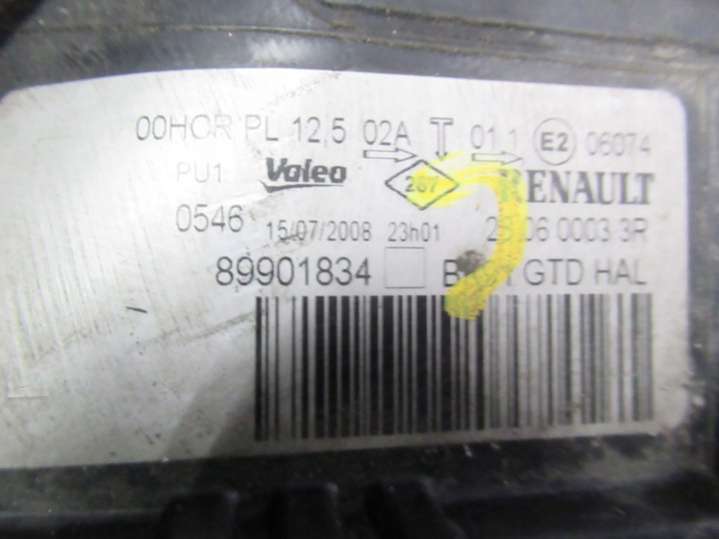 00HCR PL 12,5 02A 01.1 E2 06074
PU1 Valeo 267 RENAULT
0546 15/07/2008 23h01 26 06 0003 3R
89901834 GTD HAL